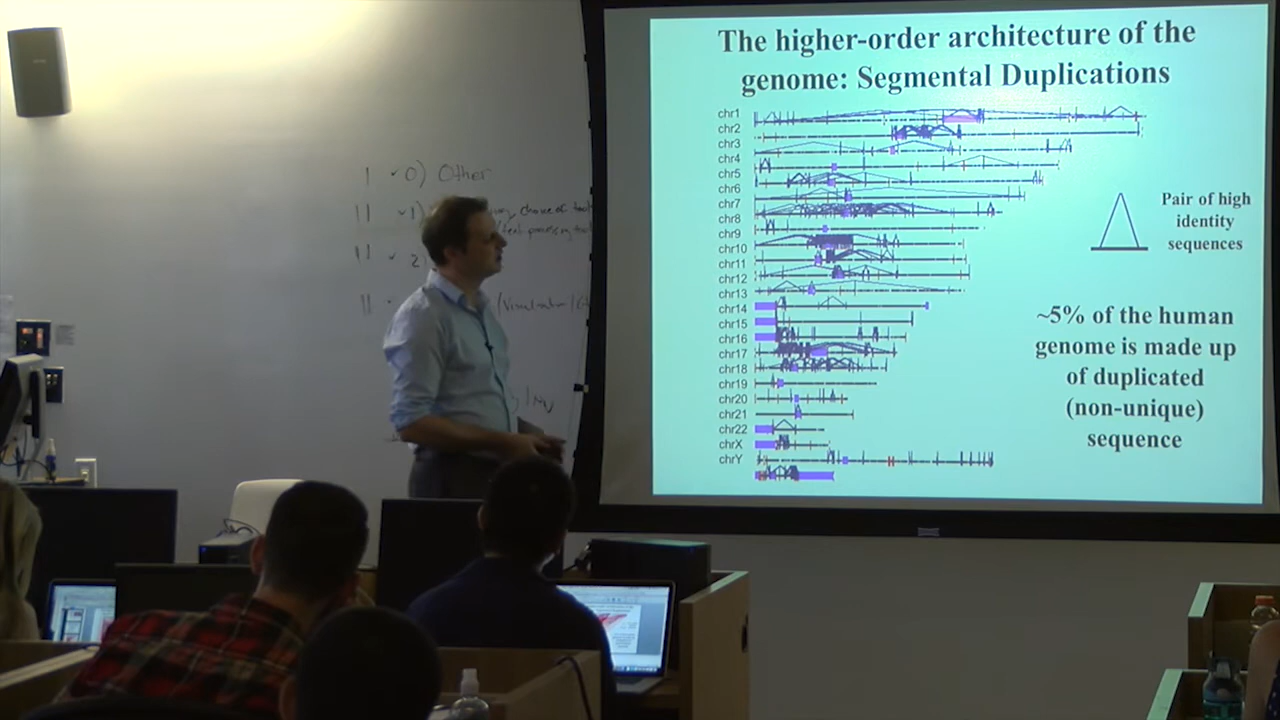 The higher-order architecture of the
genome: Segmental Duplications
chr1
chr2
chr3
chr4
chr5
chr6
chr7
chr8
chr9
chr10
chr11
chr12
chr13
chr14
chr15
chr16
chr17
chr18
chr19
chr20
chr21
chr22
chrX
chrY
Pair of high
identity
sequences
~5% of the human
genome is made up
of duplicated
(non-unique)
sequence
0) Other
1)
2)